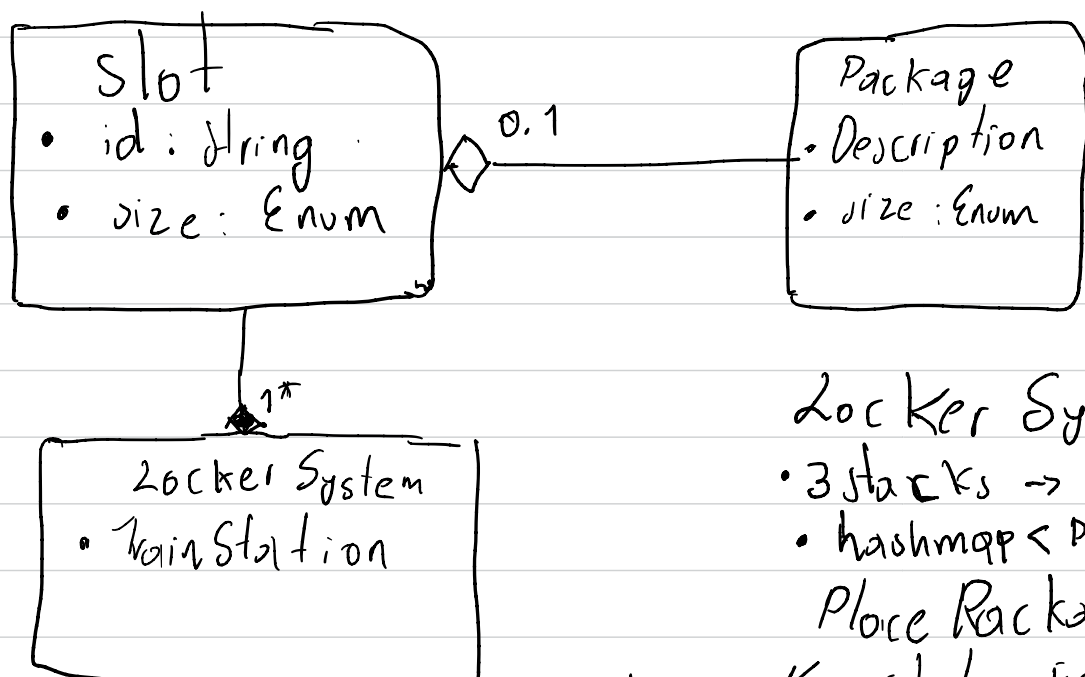 Slot
• id : String
• size : Enum
0.1
Package
• Description
• size : Enum
1*
Locker System
• TrainStation
Locker Sy
• 3 stacks →
• hashmap <
Place Packa